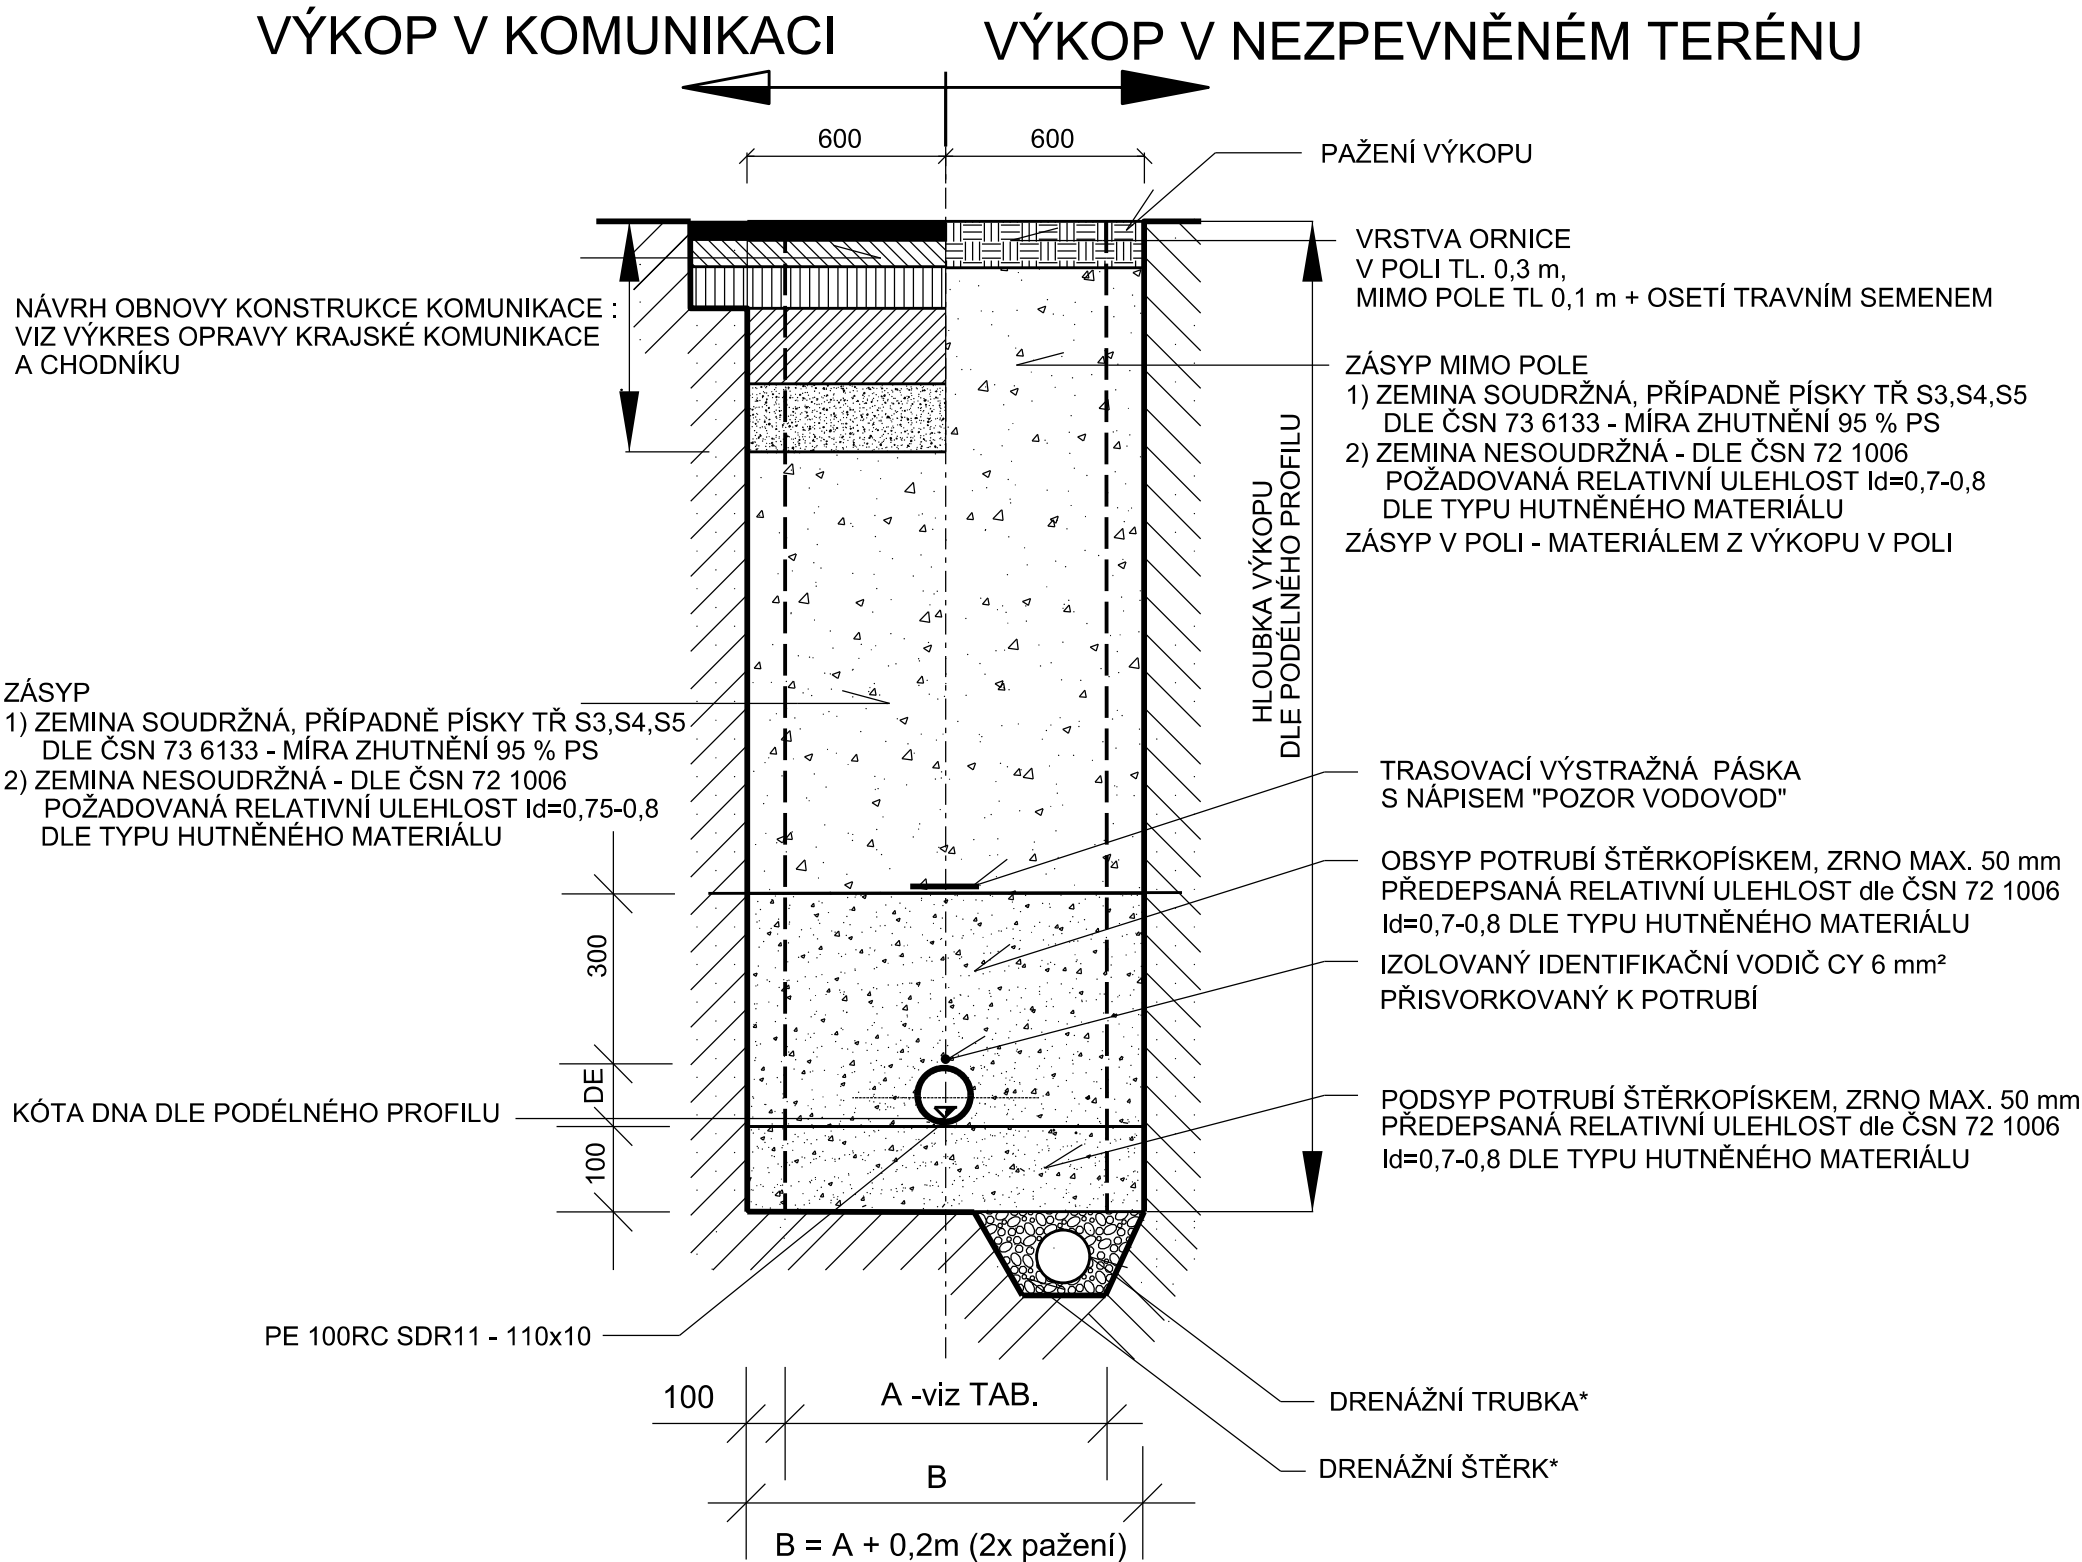 VÝKOP V KOMUNIKACI
VÝKOP V NEZPEVNĚNÉM TERÉNU
600
600
PAŽENÍ VÝKOPU
VRSTVA ORNICE
V POLI TL. 0,3 m,
MIMO POLE TL 0,1 m + OSETÍ TRAVNÍM SEMENEM
NÁVRH OBNOVY KONSTRUKCE KOMUNIKACE :
VIZ VÝKRES OPRAVY KRAJSKÉ KOMUNIKACE
A CHODNÍKU
ZÁSYP MIMO POLE
1) ZEMINA SOUDRŽNÁ, PŘÍPADNĚ PÍSKY TŘ S3,S4,S5
DLE ČSN 73 6133 - MÍRA ZHUTNĚNÍ 95 % PS
2) ZEMINA NESOUDRŽNÁ - DLE ČSN 72 1006
POŽADOVANÁ RELATIVNÍ ULEHLOST Id=0,7-0,8
DLE TYPU HUTNĚNÉHO MATERIÁLU
ZÁSYP V POLI - MATERIÁLEM Z VÝKOPU V POLI
HLOUBKA VÝKOPU
DLE PODÉLNÉHO PROFILU
ZÁSYP
1) ZEMINA SOUDRŽNÁ, PŘÍPADNĚ PÍSKY TŘ S3,S4,S5
DLE ČSN 73 6133 - MÍRA ZHUTNĚNÍ 95 % PS
2) ZEMINA NESOUDRŽNÁ - DLE ČSN 72 1006
POŽADOVANÁ RELATIVNÍ ULEHLOST Id=0,75-0,8
DLE TYPU HUTNĚNÉHO MATERIÁLU
TRASOVACÍ VÝSTRAŽNÁ PÁSKA
S NÁPISEM "POZOR VODOVOD"
OBSYP POTRUBÍ ŠTĚRKOPÍSKEM, ZRNO MAX. 50 mm
PŘEDEPSANÁ RELATIVNÍ ULEHLOST dle ČSN 72 1006
Id=0,7-0,8 DLE TYPU HUTNĚNÉHO MATERIÁLU
300
IZOLOVANÝ IDENTIFIKAČNÍ VODIČ CY 6 mm²
PŘISVORKOVANÝ K POTRUBÍ
DE
KÓTA DNA DLE PODÉLNÉHO PROFILU
PODSYP POTRUBÍ ŠTĚRKOPÍSKEM, ZRNO MAX. 50 mm
PŘEDEPSANÁ RELATIVNÍ ULEHLOST dle ČSN 72 1006
Id=0,7-0,8 DLE TYPU HUTNĚNÉHO MATERIÁLU
100
PE 100RC SDR11 - 110x10
100
A -viz TAB.
DRENÁŽNÍ TRUBKA*
DRENÁŽNÍ ŠTĚRK*
B
B = A + 0,2m (2x pažení)